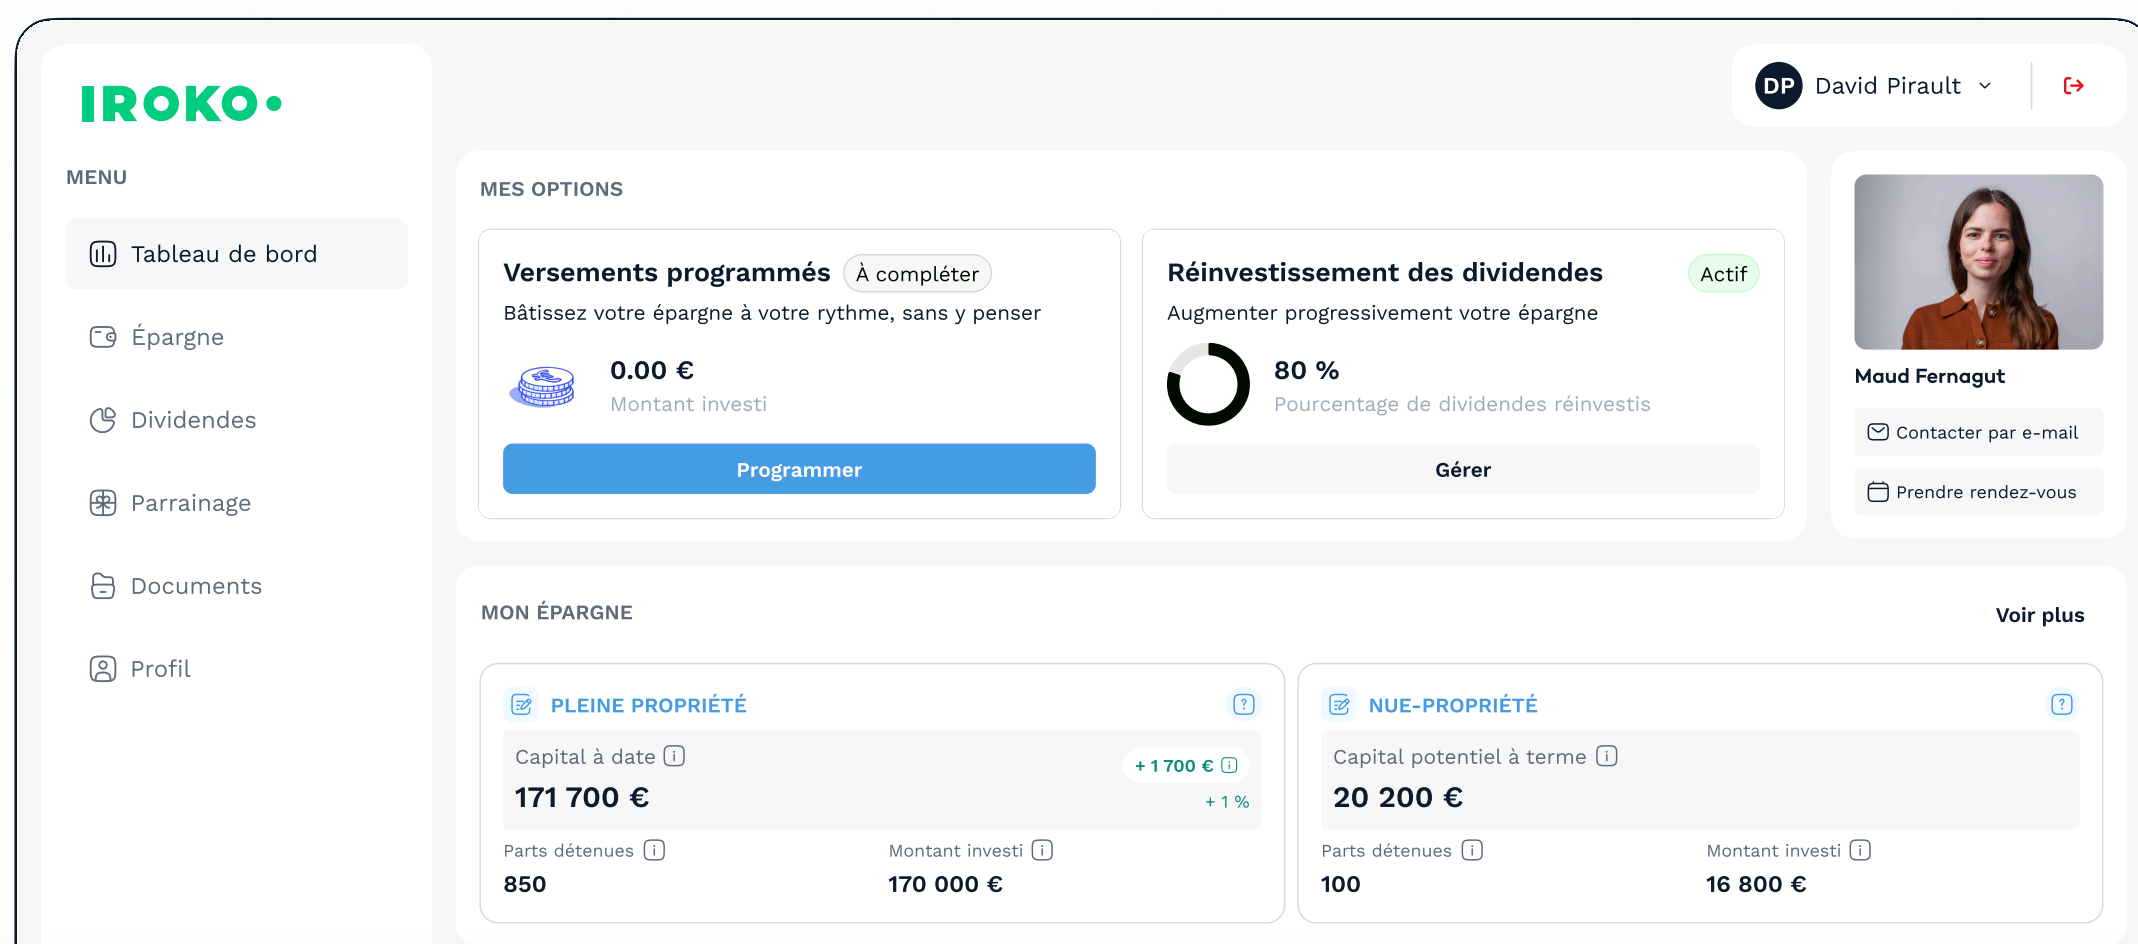 IROKO
DP David Pirault
MENU
Tableau de bord
Épargne
Dividendes
Parrainage
Documents
Profil
MES OPTIONS
Versements programmés À compléter
Bâtissez votre épargne à votre rythme, sans y penser
0.00 €
Montant investi
Programmer
Réinvestissement des dividendes Actif
Augmenter progressivement votre épargne
80 %
Pourcentage de dividendes réinvestis
Gérer
Maud Fernagut
Contacter par e-mail
Prendre rendez-vous
MON ÉPARGNE
Voir plus
PLEINE PROPRIÉTÉ ?
Capital à date i
+ 1 700 € i
171 700 €
+ 1 %
Parts détenues i
850
Montant investi i
170 000 €
NUE-PROPRIÉTÉ ?
Capital potentiel à terme i
20 200 €
Parts détenues i
100
Montant investi i
16 800 €